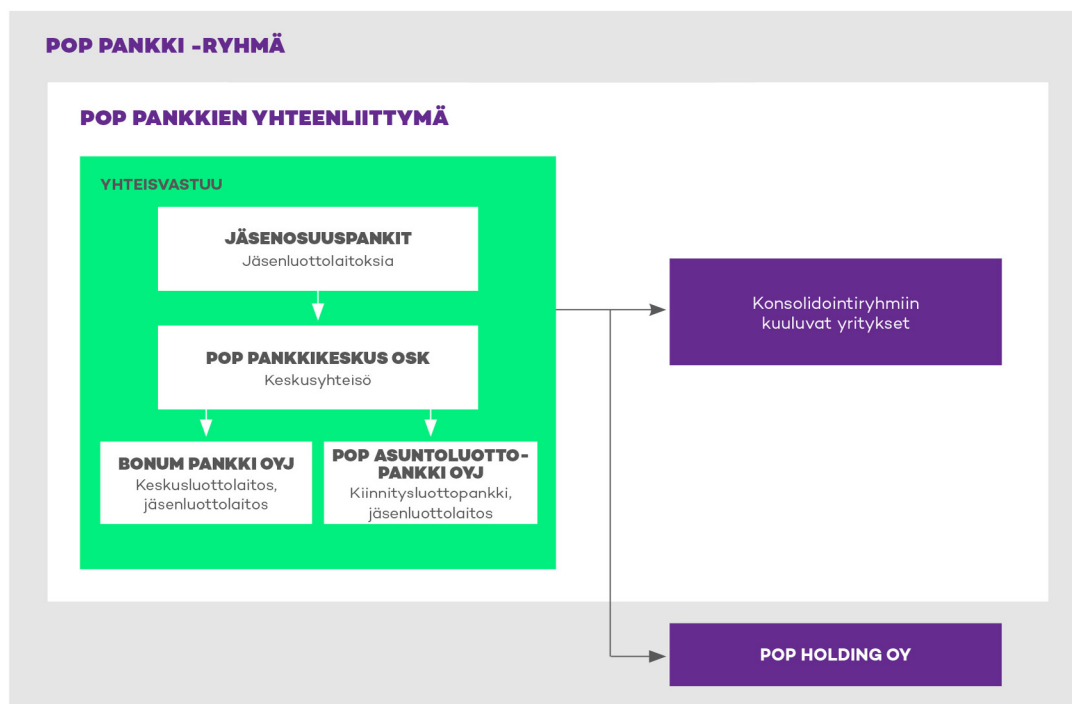 POP PANKKI -RYHMÄ
POP PANKKIEN YHTEENLIITTYMÄ
YHTEISVASTUU
JÄSENOSUUSPANKIT
Jäsenluottolaitoksia
POP PANKKIKESKUS OSK
Keskusyhteisö
BONUM PANKKI OYJ
Keskusluottolaitos,
jäsenluottolaitos
POP ASUNTOLUOTTO-
PANKKI OYJ
Kiinnitysluottopankki,
jäsenluottolaitos
Konsolidointiryhmiin
kuuluvat yritykset
POP HOLDING OY